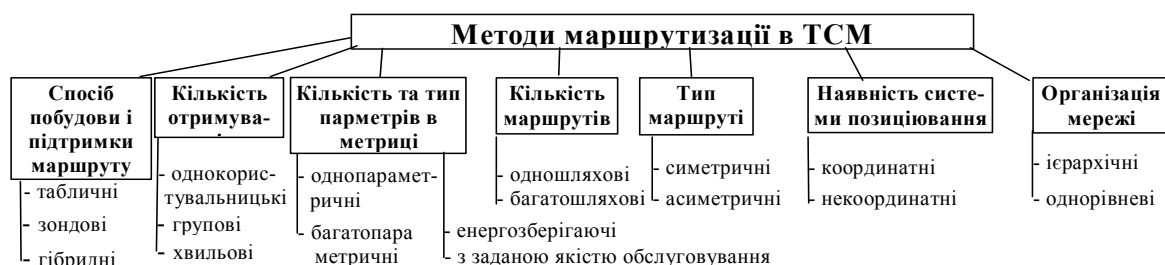 Методи маршрутизації в ТСМ
Спосіб
побудови і
підтримки
маршруту
- табличні
- зондові
- гібридні
Кількість
отримува-
- однокорис-
тувальницькі
- групові
- хвильові
Кількість та тип
парметрів в
метриці
- однопарамет-
ричні
- багатопара
метричні
- енергозберігаючі
- з заданою якістю обслуговування
Кількість
маршрутів
- одношляхові
- багатошляхові
Тип
маршруті
- симетричні
- асиметричні
Наявність систе-
ми позиціювання
- координатні
- некоординатні
Організація
мережі
- ієрархічні
- однорівневі